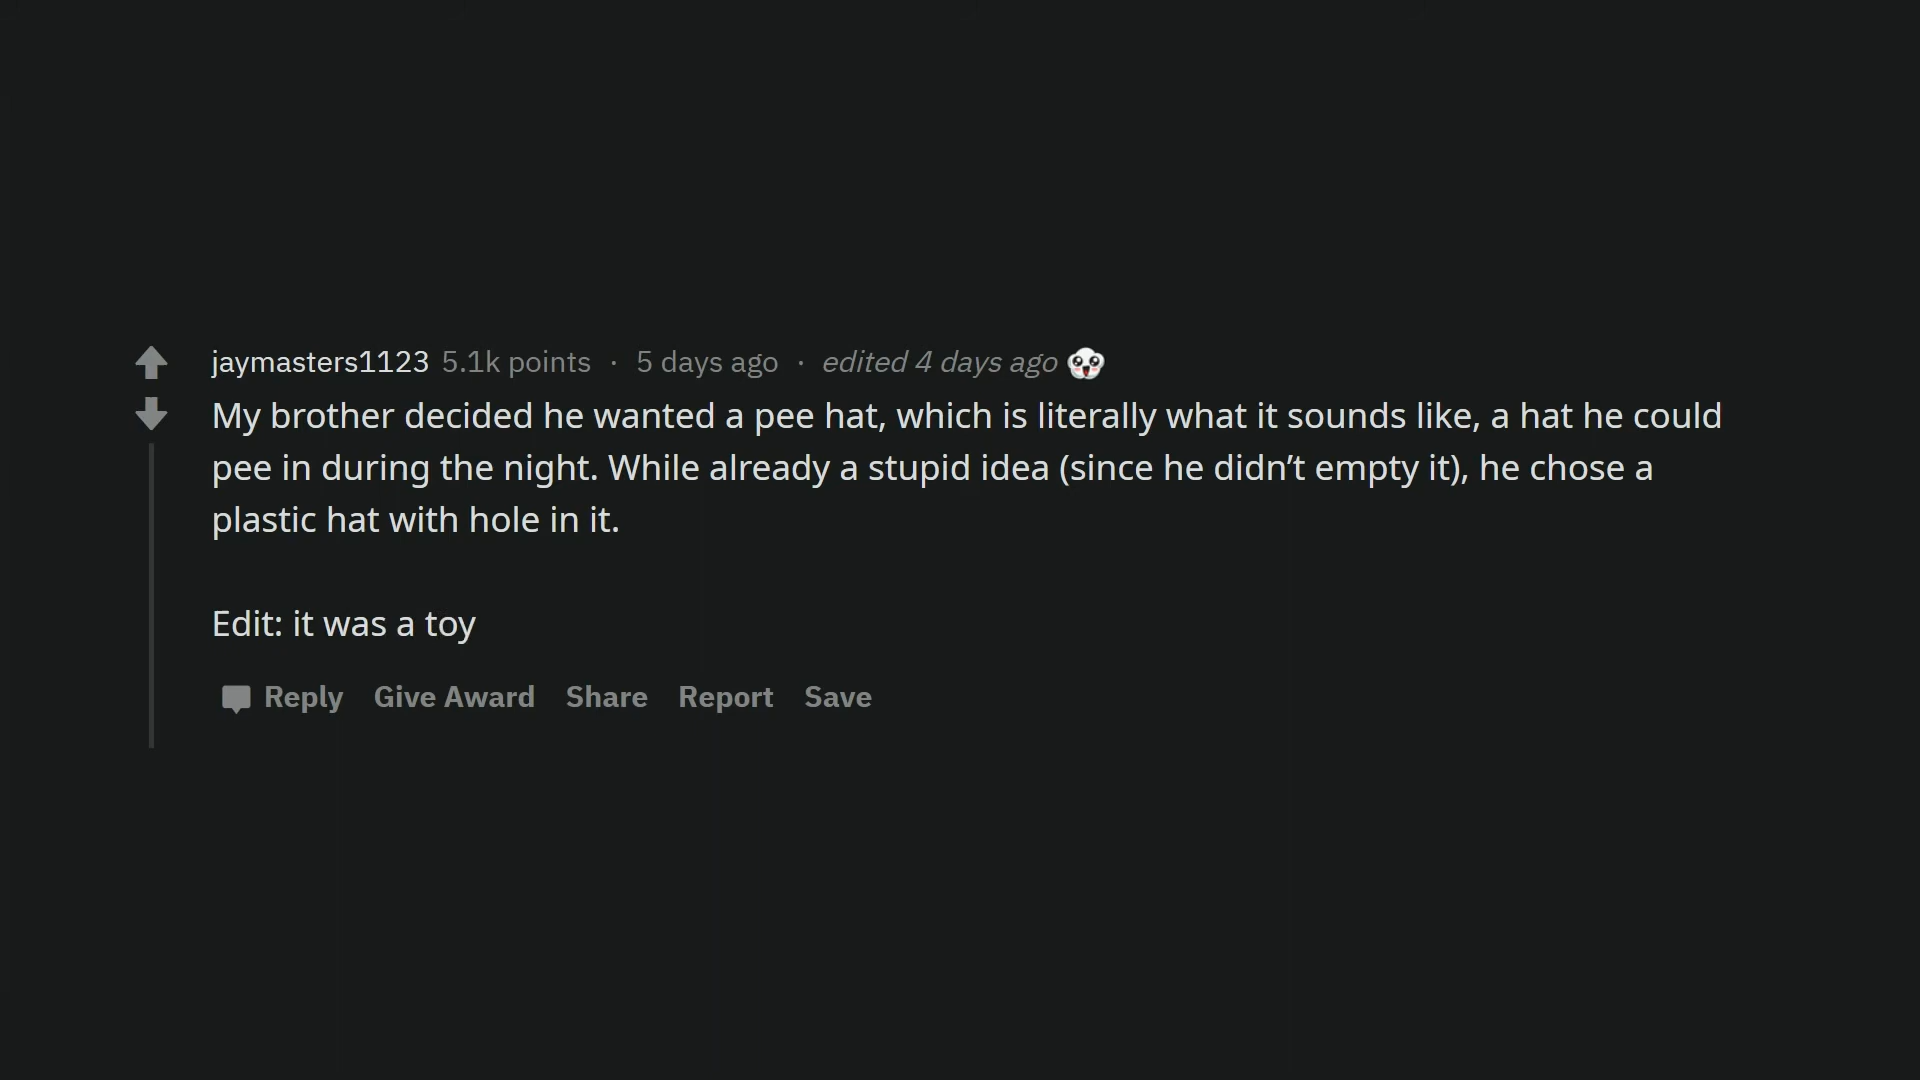 jaymasters1123 5.1k points · 5 days ago · edited 4 days ago
My brother decided he wanted a pee hat, which is literally what it sounds like, a hat he could
pee in during the night. While already a stupid idea (since he didn’t empty it), he chose a
plastic hat with hole in it.
Edit: it was a toy
Reply Give Award Share Report Save